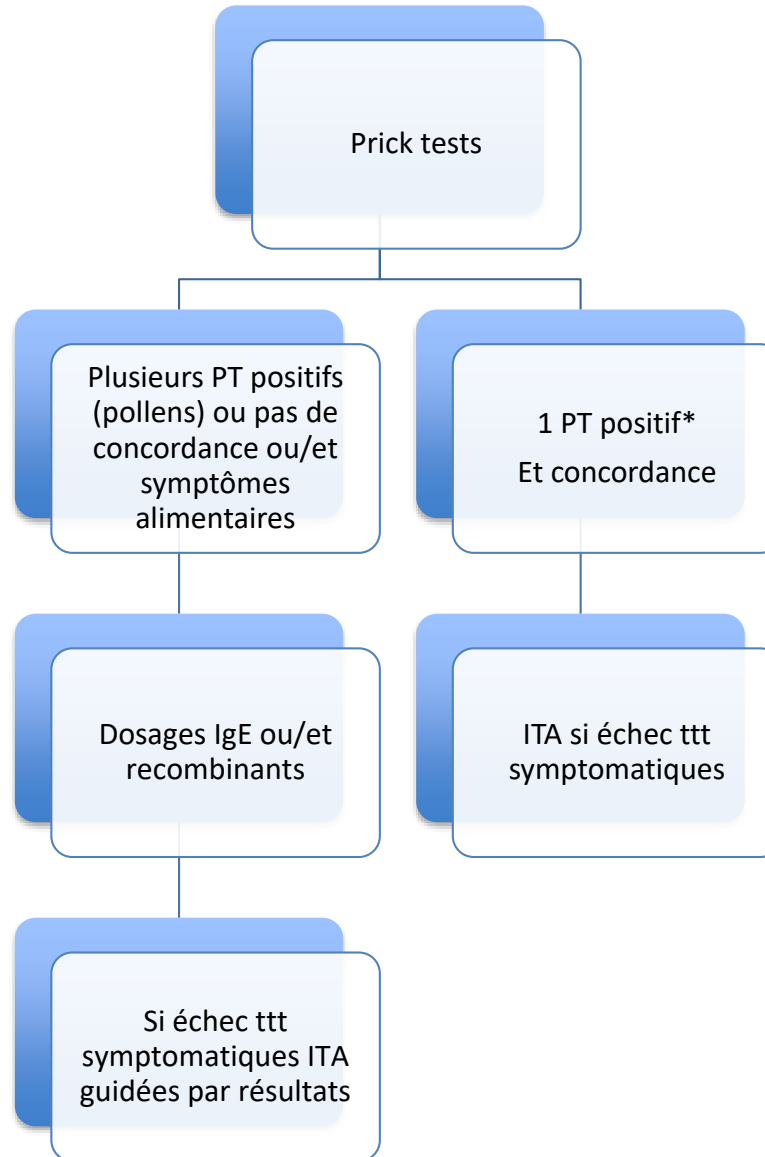 Prick tests
Plusieurs PT positifs
(pollens) ou pas de
concordance ou/et
symptômes
alimentaires
1 PT positif*
Et concordance
Dosages IgE ou/et
recombinants
ITA si échec ttt
symptomatiques
Si échec ttt
symptomatiques ITA
guidées par résultats